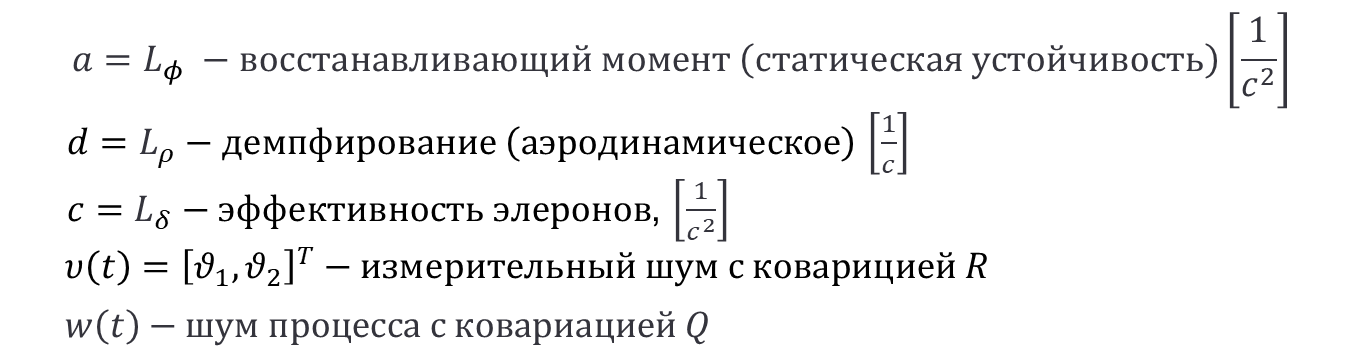 a = L_ϕ − восстанавливающий момент (статическая устойчивость) [1/c²]
d = L_ρ − демпфирование (аэродинамическое) [1/c]
c = L_δ − эффективность элеронов, [1/c²]
υ(t) = [ϑ₁, ϑ₂]ᵀ − измерительный шум с коварицией R
w(t) − шум процесса с ковариацией Q